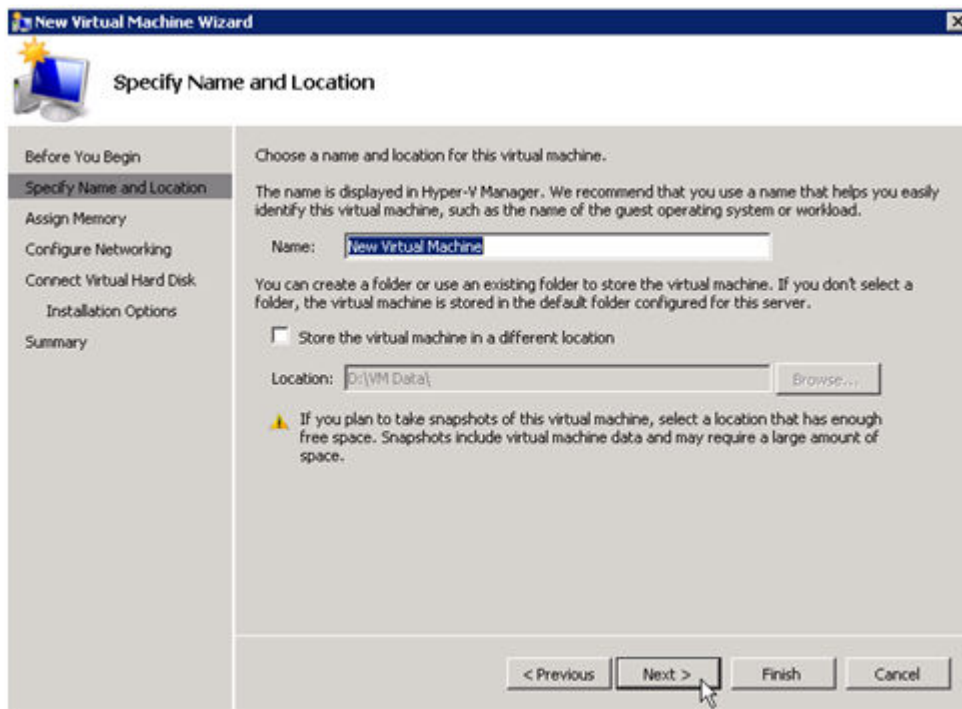 New Virtual Machine Wizard
Specify Name and Location
Before You Begin
Specify Name and Location
Assign Memory
Configure Networking
Connect Virtual Hard Disk
Installation Options
Summary
Choose a name and location for this virtual machine.
The name is displayed in Hyper-V Manager. We recommend that you use a name that helps you easily
identify this virtual machine, such as the name of the guest operating system or workload.
Name: New Virtual Machine
You can create a folder or use an existing folder to store the virtual machine. If you don't select a
folder, the virtual machine is stored in the default folder configured for this server.
Store the virtual machine in a different location
Location: D:\VM Data\ Browse...
If you plan to take snapshots of this virtual machine, select a location that has enough
free space. Snapshots include virtual machine data and may require a large amount of
space.
< Previous Next > Finish Cancel